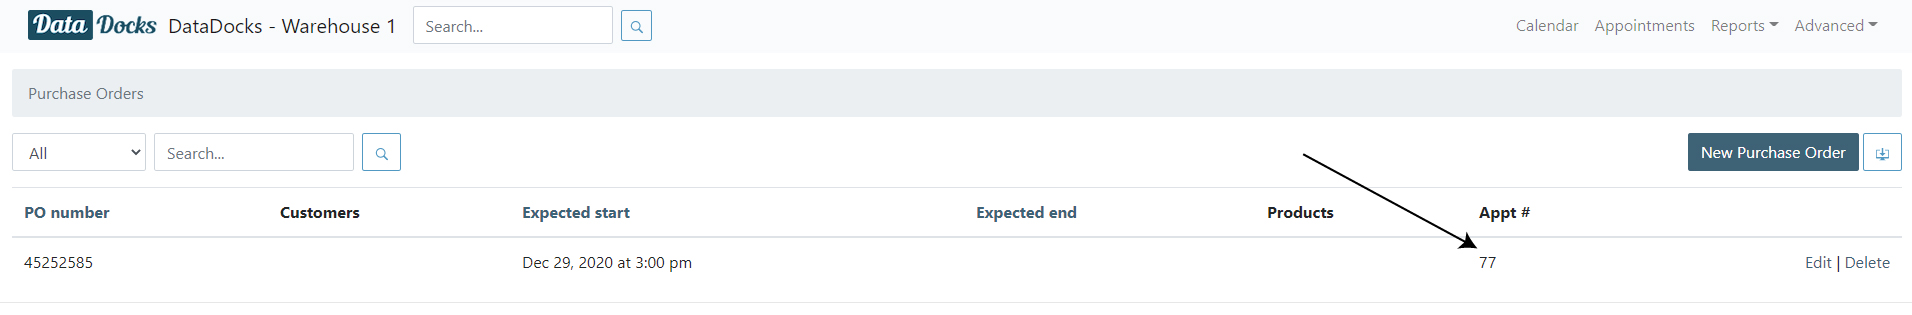 Data Docks DataDocks - Warehouse 1 Search... Calendar Appointments Reports Advanced
Purchase Orders
All Search... New Purchase Order
PO number Customers Expected start Expected end Products Appt #
45252585 Dec 29, 2020 at 3:00 pm 77 Edit | Delete